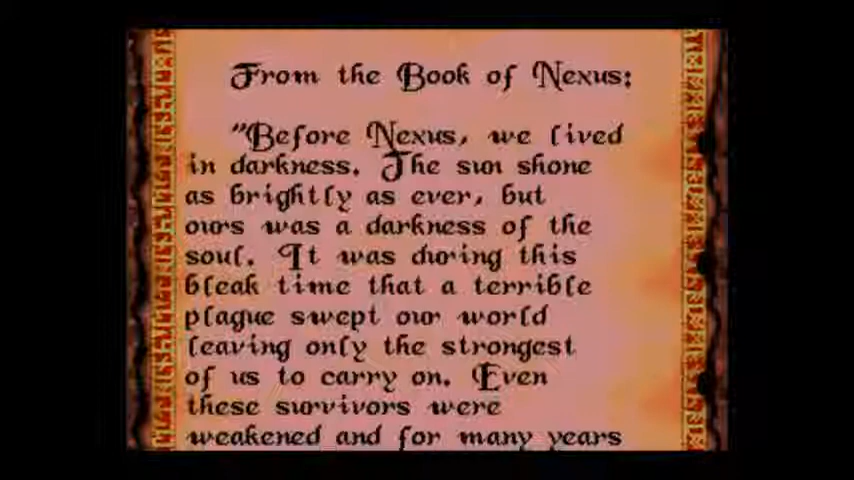 From the Book of Nexus:
"Before Nexus, we lived
in darkness. The sun shone
as brightly as ever, but
ours was a darkness of the
soul. It was during this
bleak time that a terrible
plague swept our world
leaving only the strongest
of us to carry on. Even
these survivors were
weakened and for many years